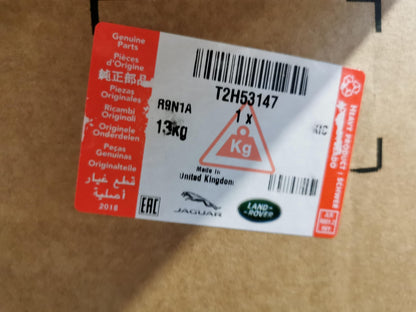 Genuine
Parts
Pièces
d'Origine
純正部品
Piezas
Originales
Ricambi
Originali
Originele
Onderdelen
Peças
Genuinas
Originalteile
قطع غيار
أصلية
2018
T2H53147
R9N1A
1 x
13kg
Kg
Made in
United Kingdom
EAC
JAGUAR
LAND-
ROVER
HEAVY PRODUCT